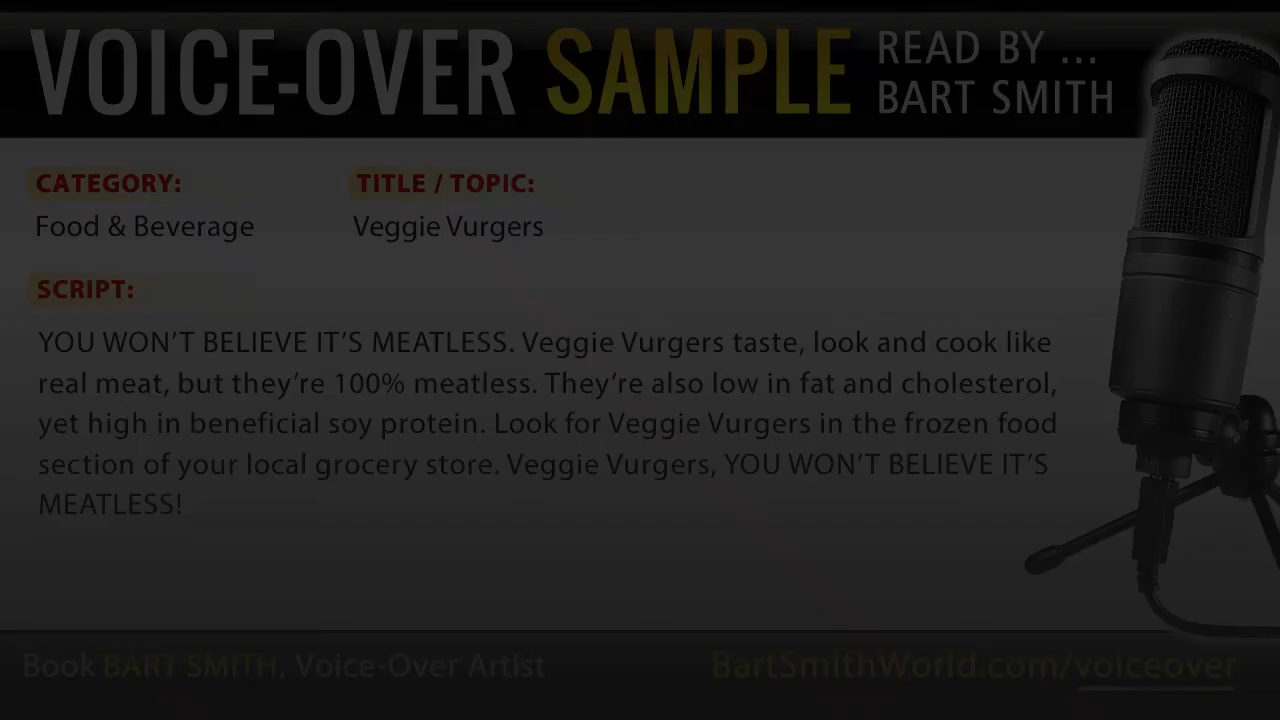 VOICE-OVER SAMPLE READ BY ...
BART SMITH
CATEGORY: TITLE / TOPIC:
Food & Beverage Veggie Vurgers
SCRIPT:
YOU WON’T BELIEVE IT’S MEATLESS. Veggie Vurgers taste, look and cook like
real meat, but they’re 100% meatless. They’re also low in fat and cholesterol,
yet high in beneficial soy protein. Look for Veggie Vurgers in the frozen food
section of your local grocery store. Veggie Vurgers, YOU WON’T BELIEVE IT’S
MEATLESS!
Book BART SMITH, Voice-Over Artist BartSmithWorld.com/voiceover